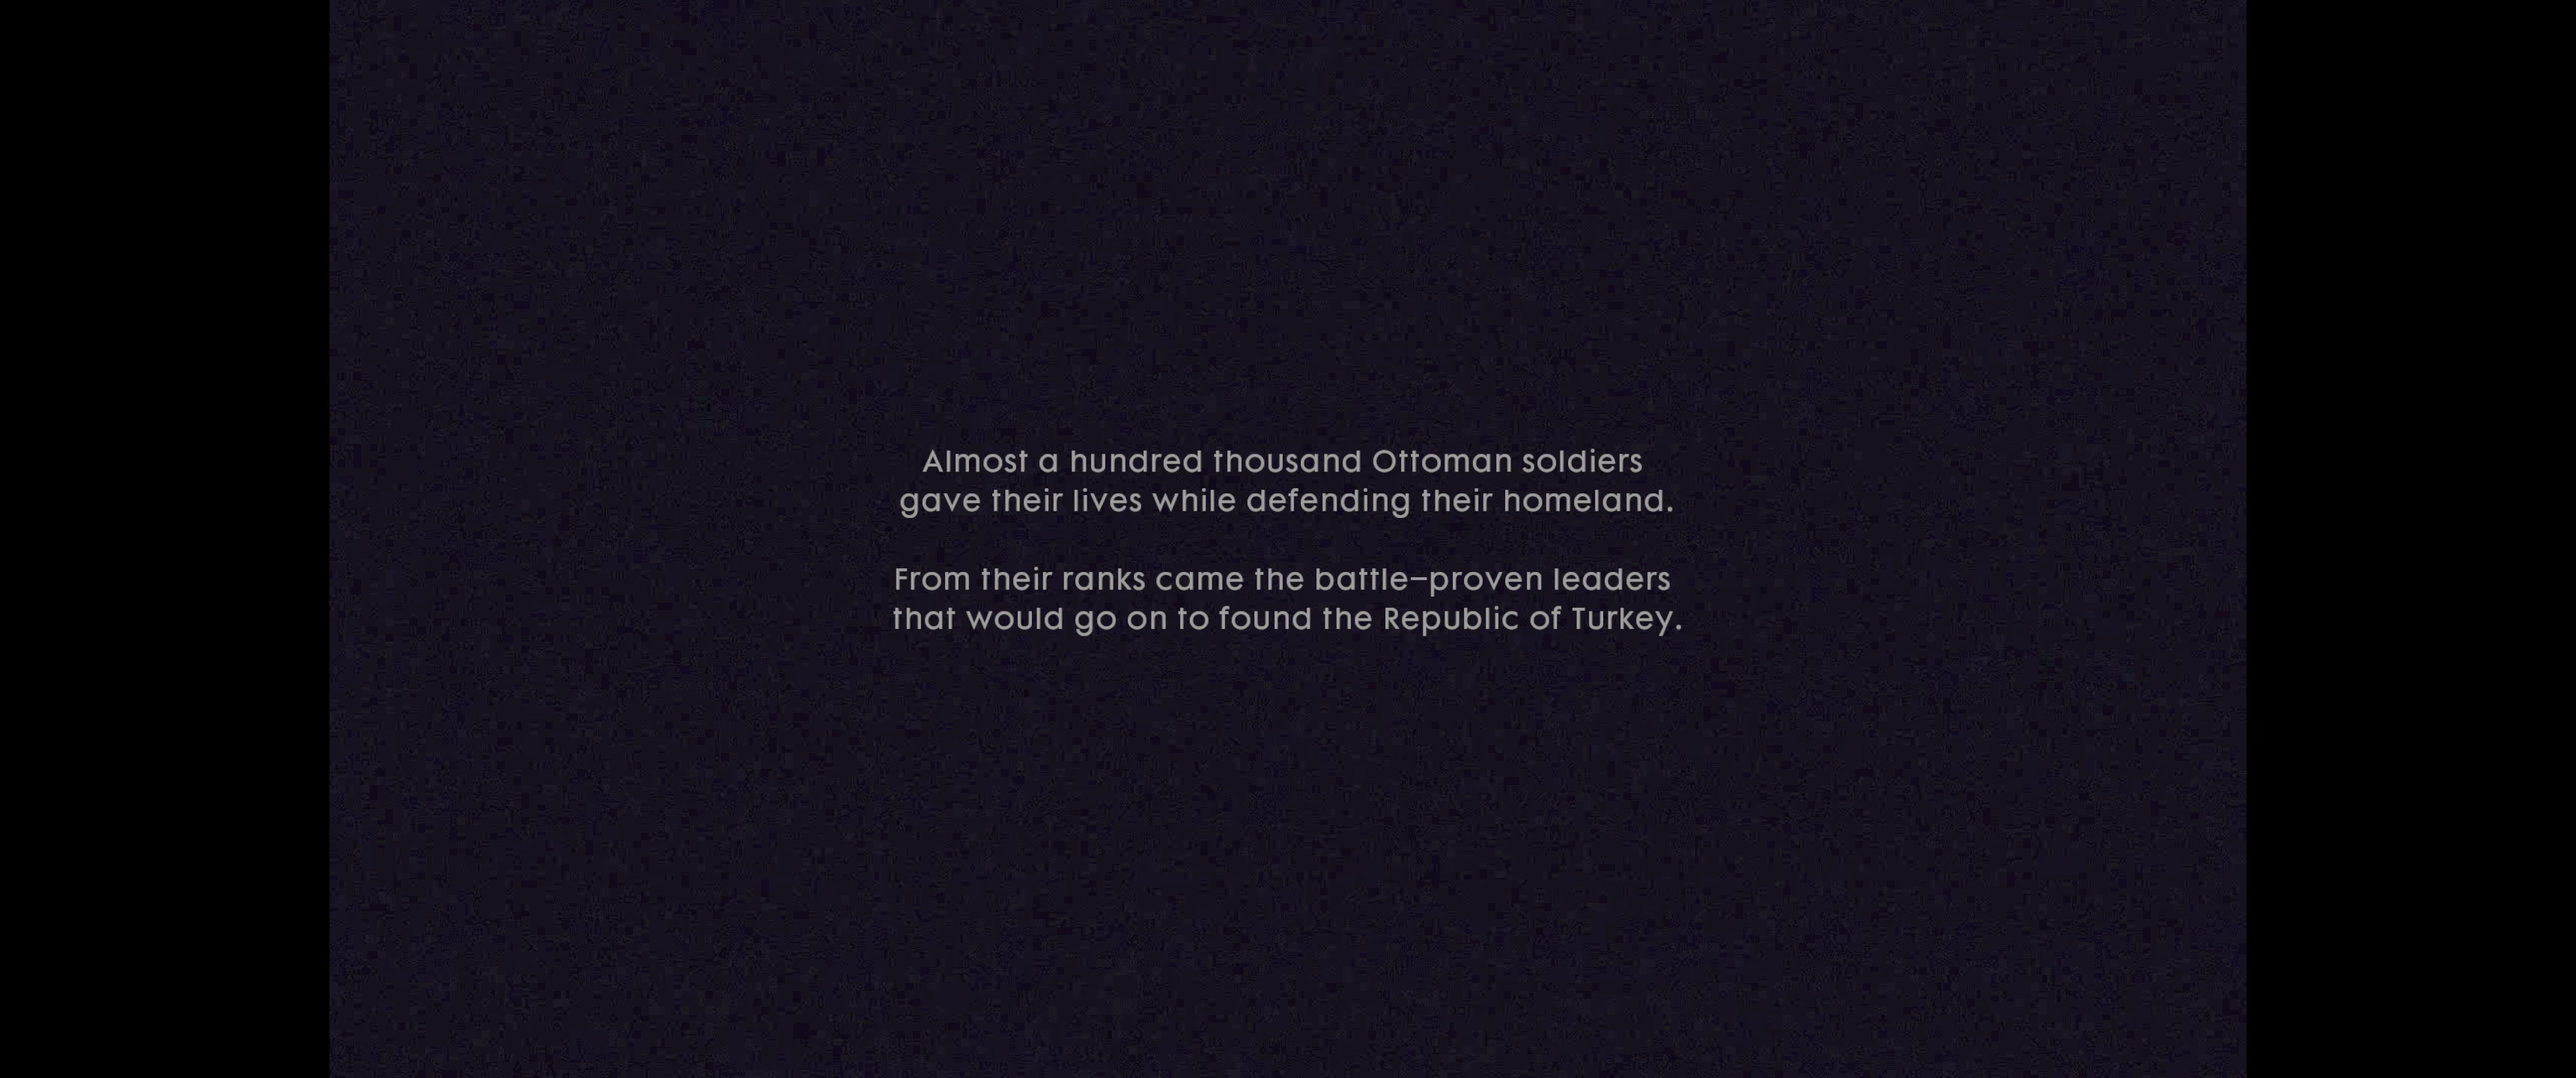 Almost a hundred thousand Ottoman soldiers
gave their lives while defending their homeland.
From their ranks came the battle-proven leaders
that would go on to found the Republic of Turkey.